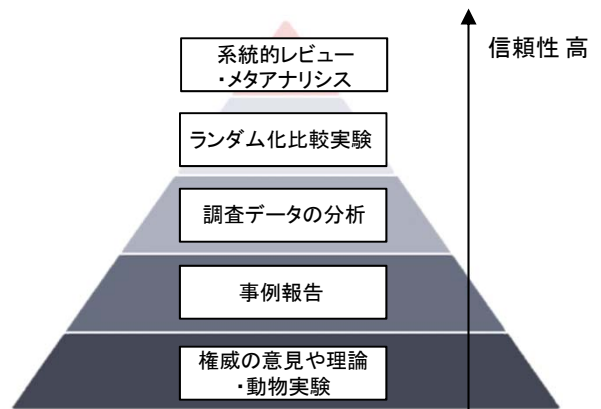 系統的レビュー
・メタアナリシス
信頼性 高
ランダム化比較実験
調査データの分析
事例報告
権威の意見や理論
・動物実験